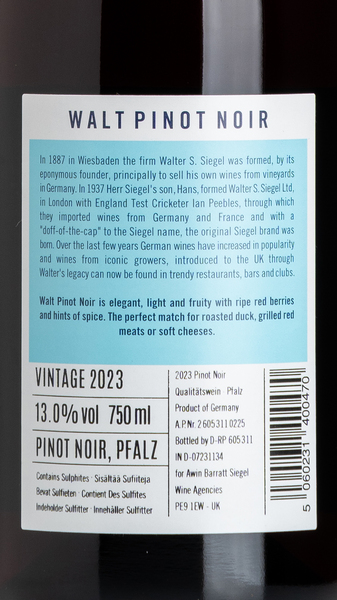 WALT PINOT NOIR
In 1887 in Wiesbaden the firm Walter S. Siegel was formed, by its
eponymous founder, principally to sell his own wines from vineyards
in Germany. In 1937 Herr Siegel's son, Hans, formed Walter S. Siegel Ltd,
in London with England Test Cricketer Ian Peebles, through which
they imported wines from Germany and France and with a
"doff-of-the-cap" to the Siegel name, the original Siegel brand was
born. Over the last few years German wines have increased in popularity
and wines from iconic growers, introduced to the UK through
Walter's legacy can now be found in trendy restaurants, bars and clubs.
Walt Pinot Noir is elegant, light and fruity with ripe red berries
and hints of spice. The perfect match for roasted duck, grilled red
meats or soft cheeses.
VINTAGE 2023
13.0% vol 750 ml
PINOT NOIR, PFALZ
Contains Sulphites · Sisältää Sulfiiteja
Bevat Sulfieten · Contient Des Sulfites
Indeholder Sulfitter · Innehåller Sulfitter
2023 Pinot Noir
Qualitätswein · Pfalz
Product of Germany
A.P Nr. 2 6053110225
Bottled by D-RP 605 311
IN D-07231134
for Awin Barratt Siegel
Wine Agencies
PE9 1EW - UK
5 060231 400470